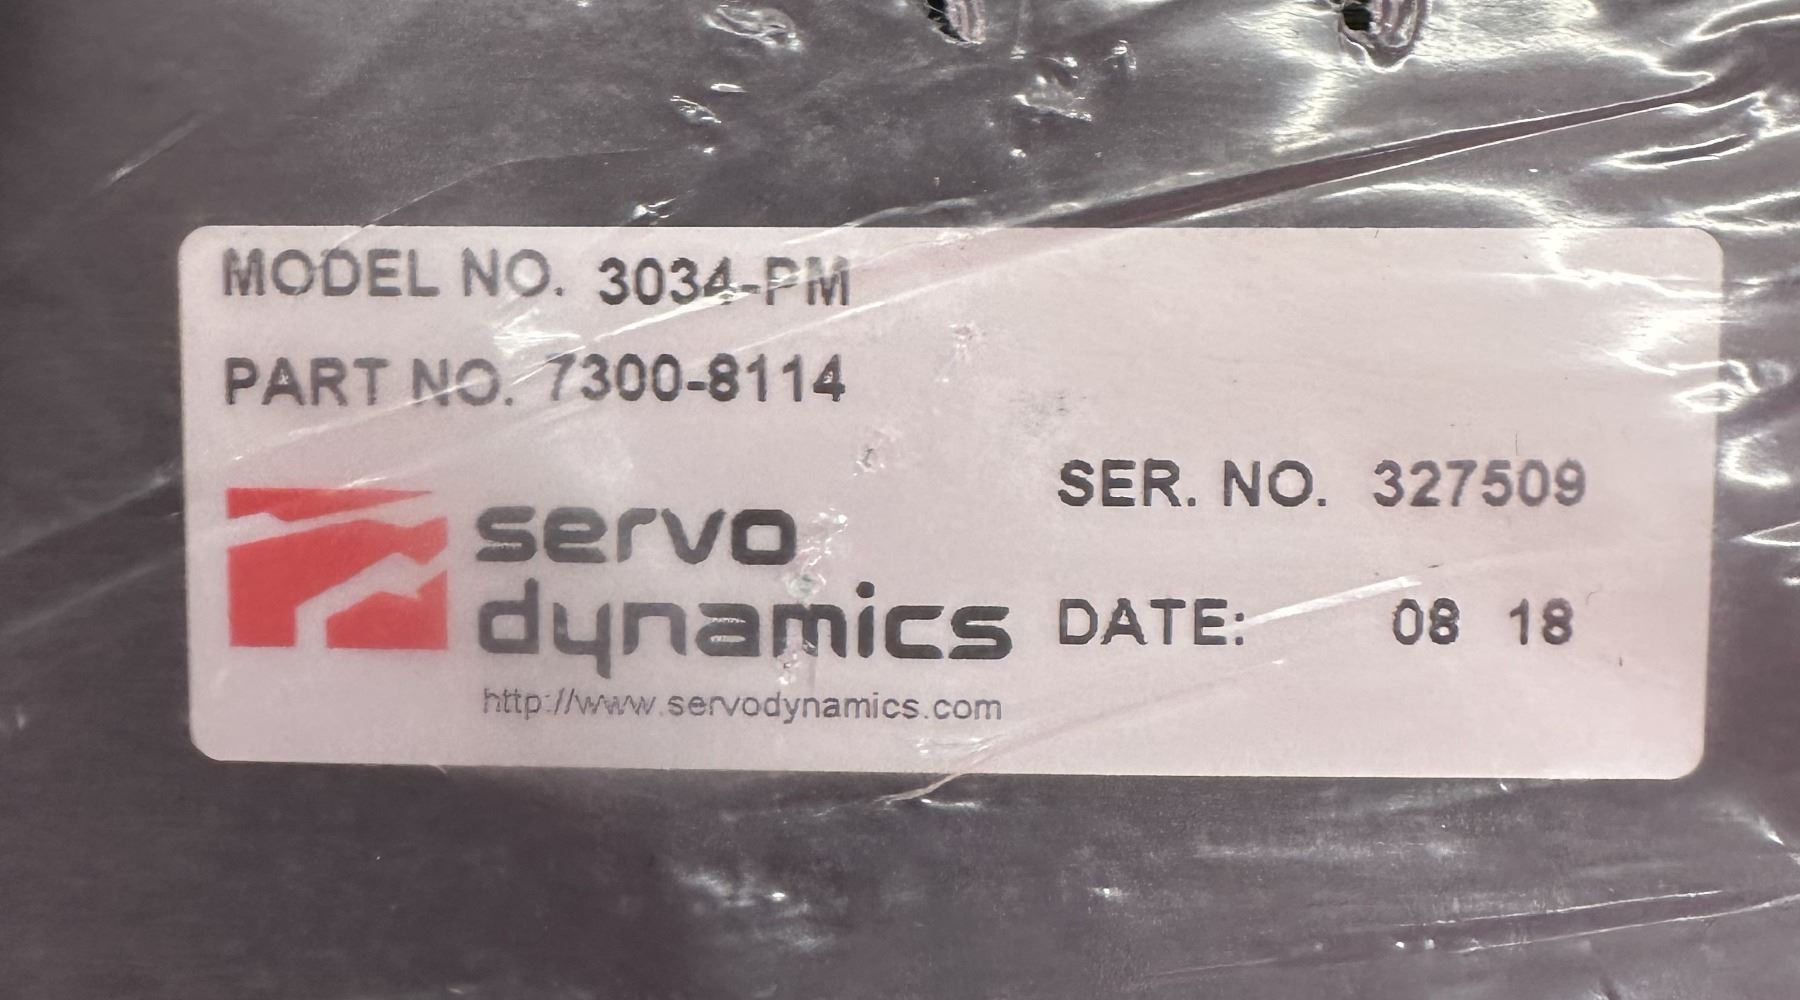 MODEL NO. 3034-PM
PART NO. 7300-8114
servo
dynamics
http://www.servodynamics.com
SER. NO. 327509
DATE: 08 18